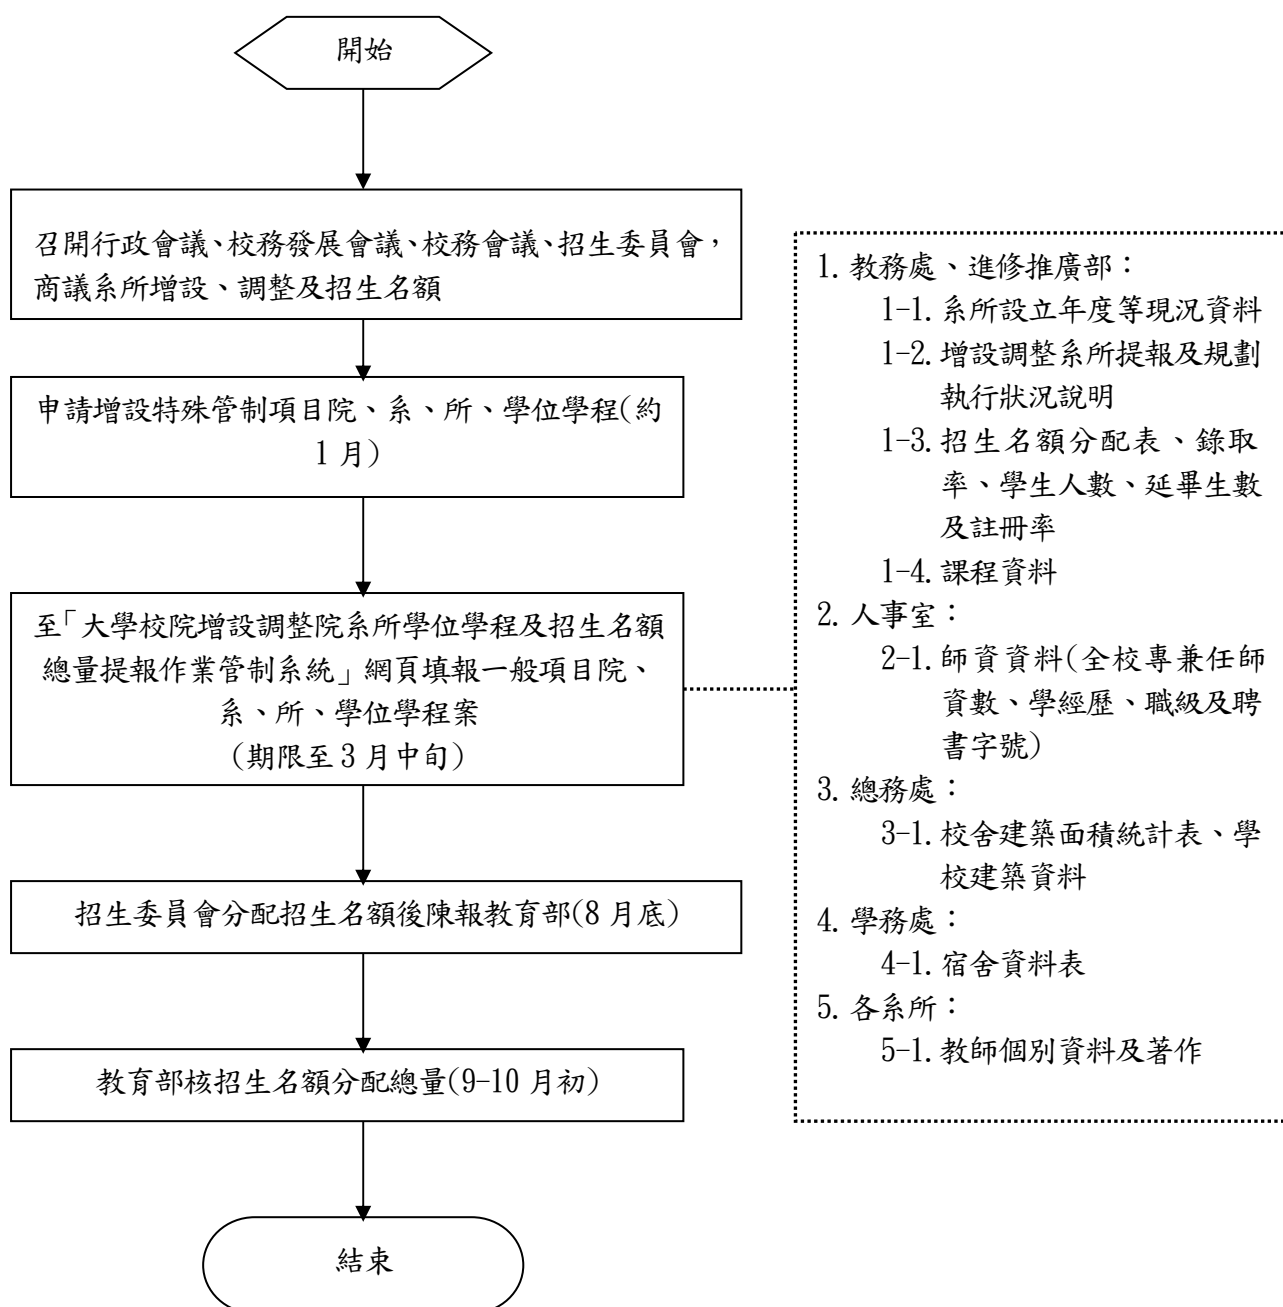 開始
召開行政會議、校務發展會議、校務會議、招生委員會，
商議系所增設、調整及招生名額
申請增設特殊管制項目院、系、所、學位學程(約
1 月)
至「大學校院增設調整院系所學位學程及招生名額
總量提報作業管制系統」網頁填報一般項目院、
系、所、學位學程案
(期限至 3 月中旬)
招生委員會分配招生名額後陳報教育部(8 月底)
教育部核招生名額分配總量(9-10 月初)
結束
1. 教務處、進修推廣部：
1-1. 系所設立年度等現況資料
1-2. 增設調整系所提報及規劃
執行狀況說明
1-3. 招生名額分配表、錄取
率、學生人數、延畢生數
及註冊率
1-4. 課程資料
2. 人事室：
2-1. 師資資料(全校專兼任師
資數、學經歷、職級及聘
書字號)
3. 總務處：
3-1. 校舍建築面積統計表、學
校建築資料
4. 學務處：
4-1. 宿舍資料表
5. 各系所：
5-1. 教師個別資料及著作